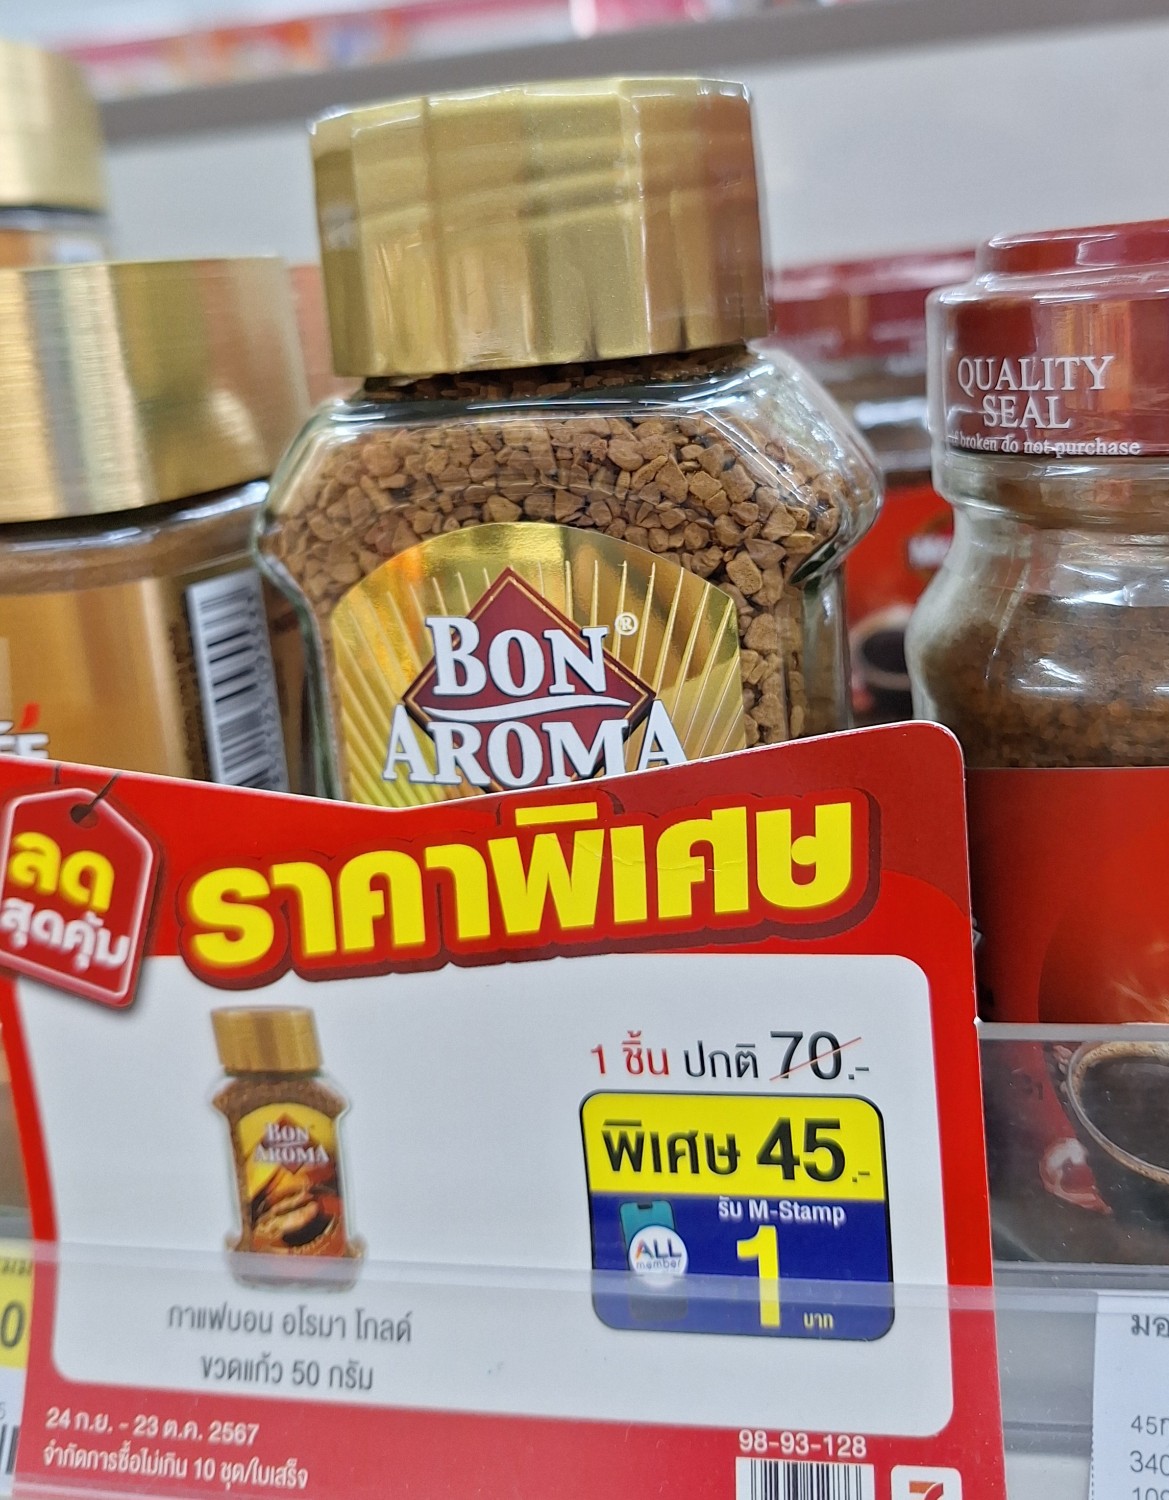 QUALITY
SEAL
broken do not purchase
BON®
AROMA
ลด
สุดคุ้ม
ราคาพิเศษ
1 ชิ้น ปกติ 70.-
พิเศษ 45.-
รับ M-Stamp
ALL
member
1
บาท
BON
AROMA
กาแฟบอน อโรมา โกลด์
ขวดแก้ว 50 กรัม
24 ก.ย. - 23 ต.ค. 2567
จำกัดการซื้อไม่เกิน 10 ชุด/ใบเสร็จ
98-93-128
7